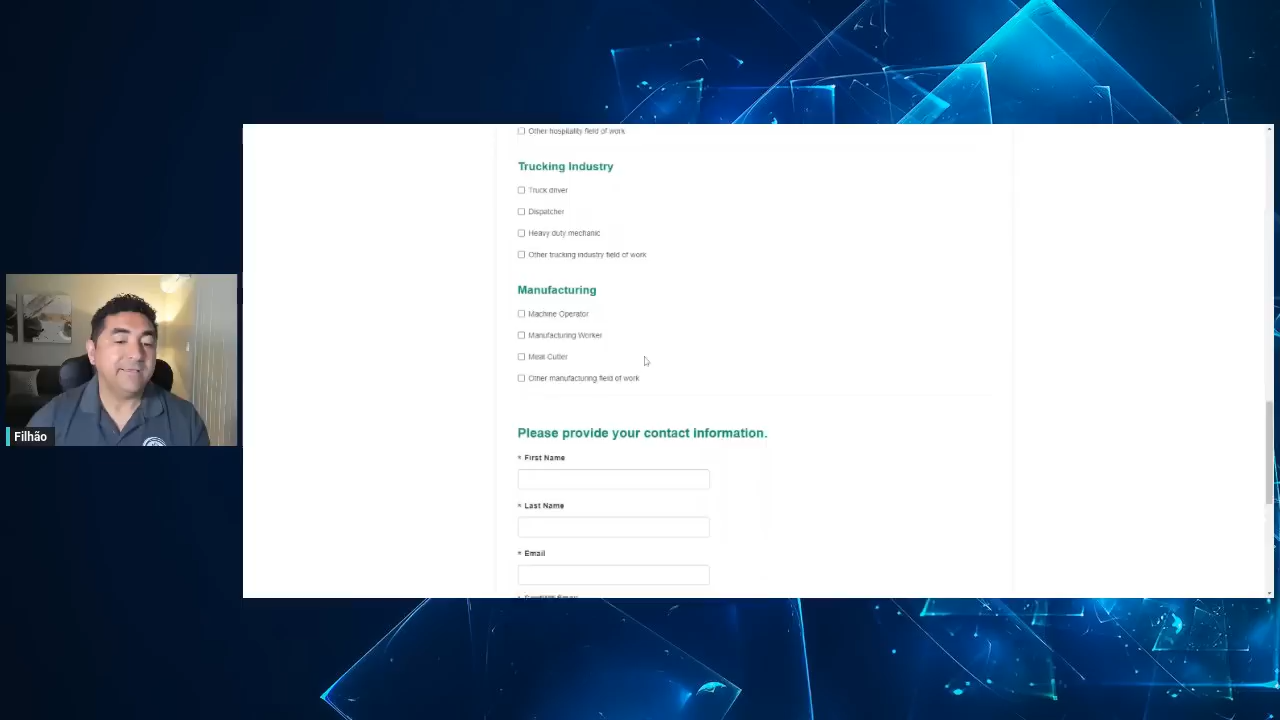 Other hospitality field of work
Trucking Industry
Truck driver
Dispatcher
Heavy duty mechanic
Other trucking industry field of work
Manufacturing
Machine Operator
Manufacturing Worker
Meat Cutter
Other manufacturing field of work
Please provide your contact information.
* First Name
* Last Name
* Email
Filhão